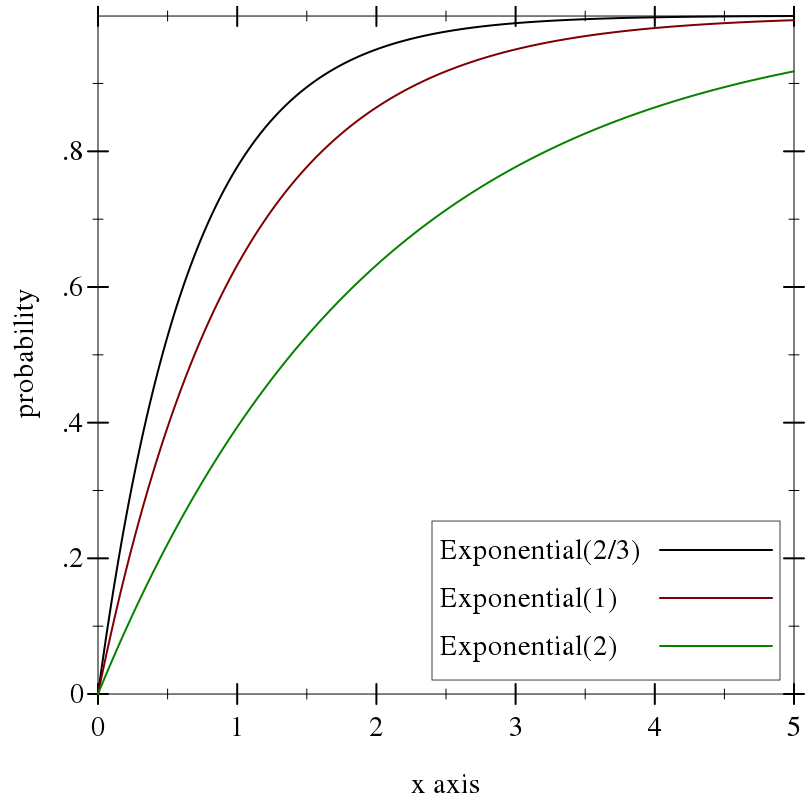 .8
.6
.4
.2
0
probability
Exponential(2/3)
Exponential(1)
Exponential(2)
0 1 2 3 4 5
x axis